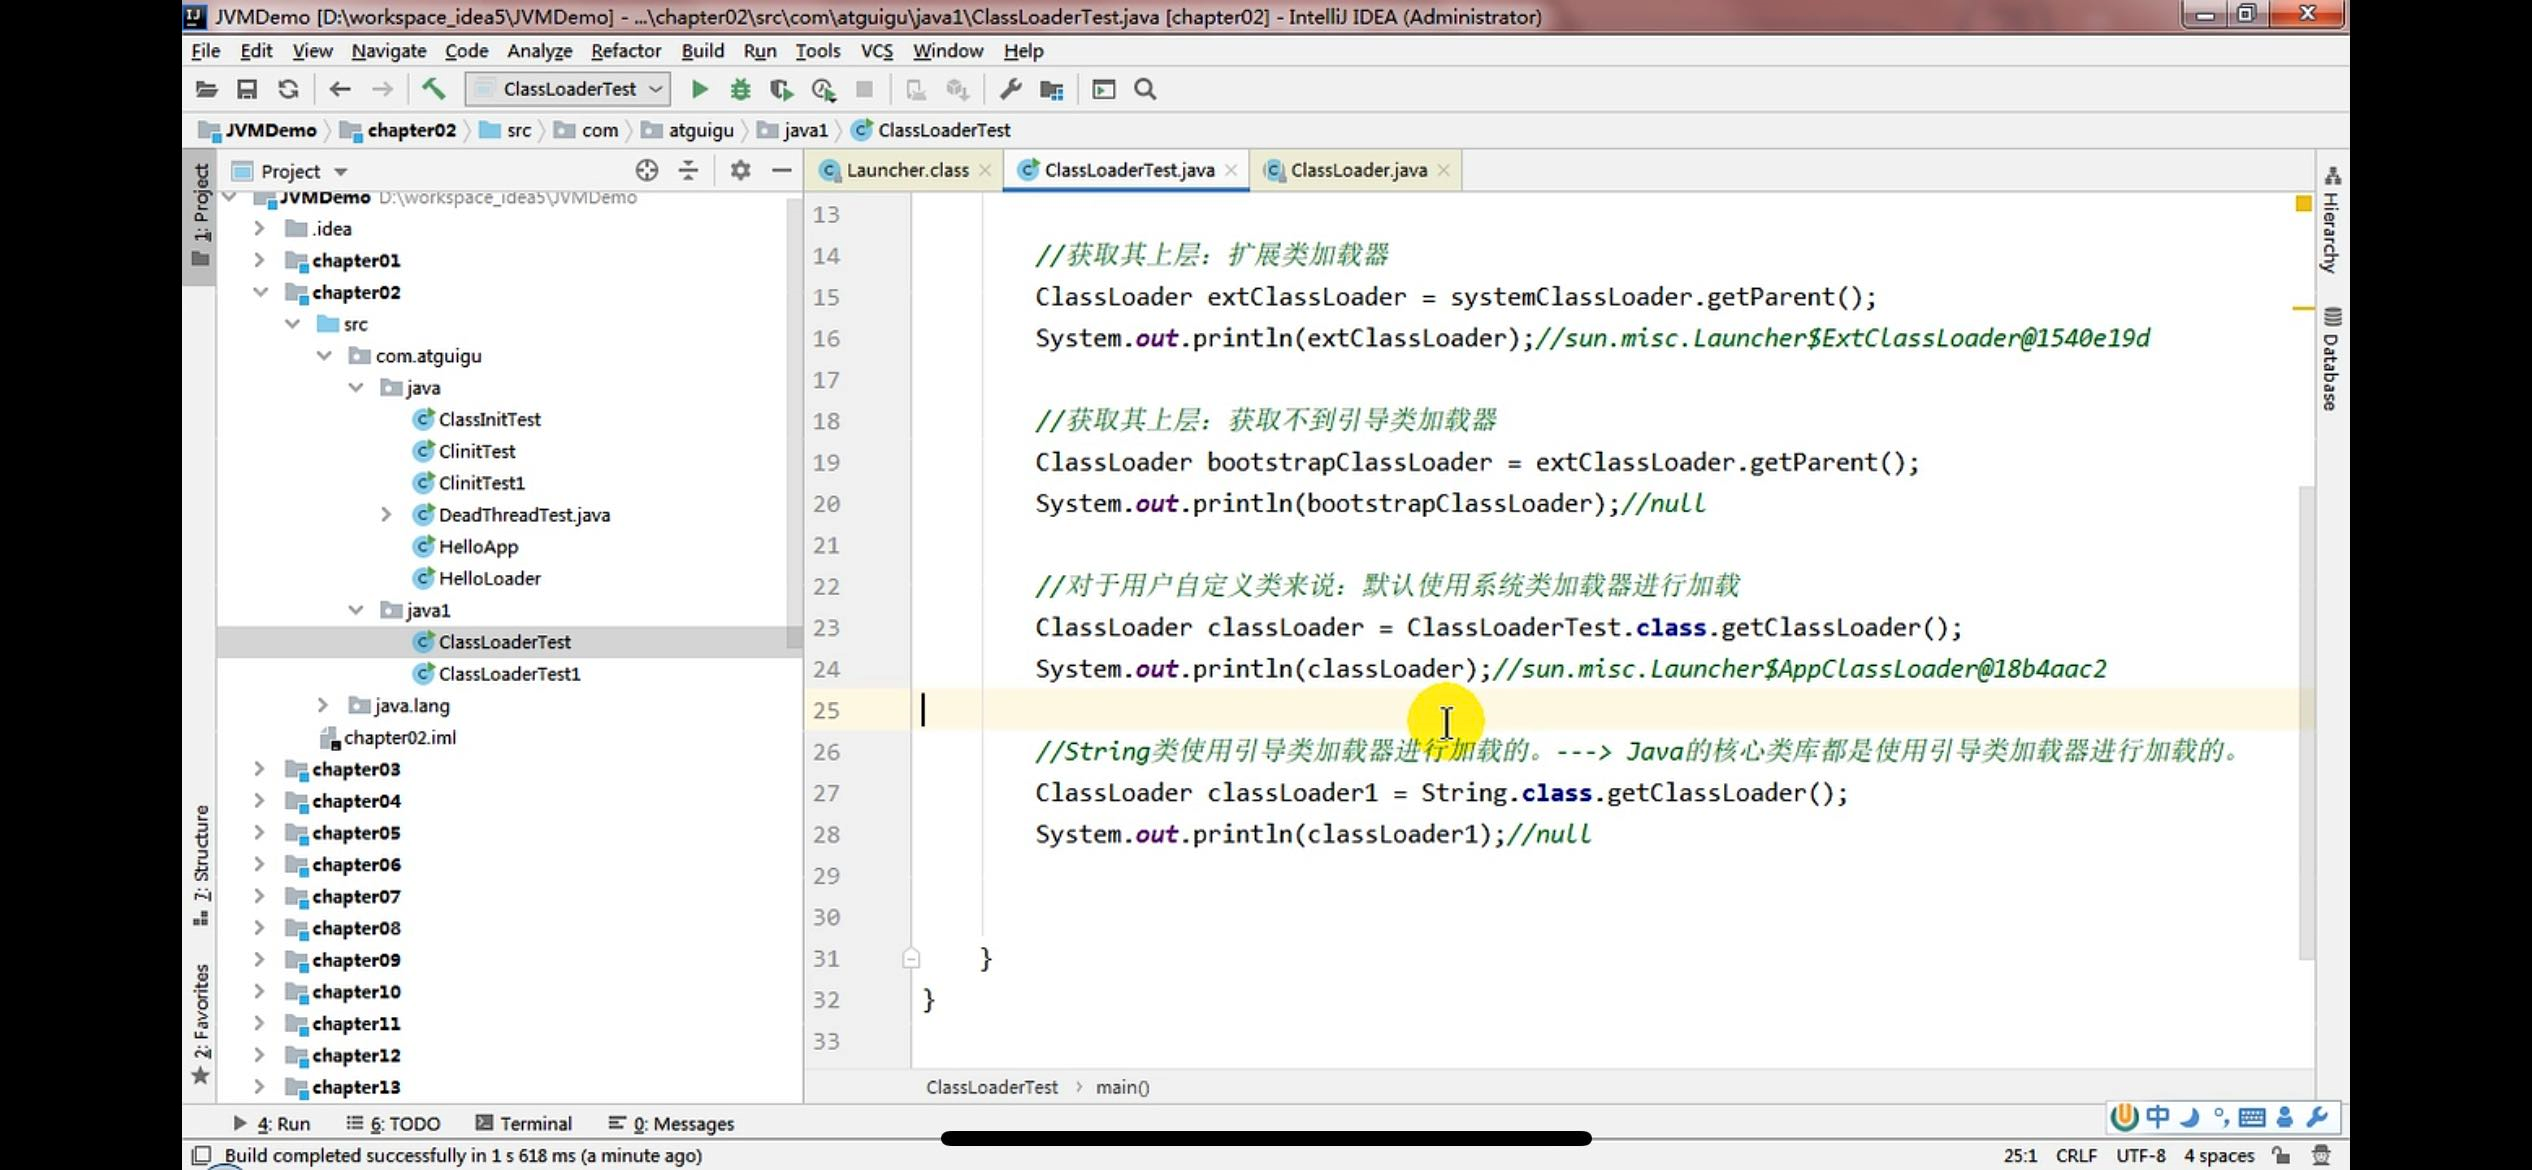 JVMDemo [D:\workspace_idea5\JVMDemo] - ...\chapter02\src\com\atguigu\java1\ClassLoaderTest.java [chapter02] - IntelliJ IDEA (Administrator)
File Edit View Navigate Code Analyze Refactor Build Run Tools VCS Window Help
ClassLoaderTest
JVMDemo chapter02 src com atguigu java1 ClassLoaderTest
1: Project
7: Structure
2: Favorites
Project
JVMDemo D:\workspace_idea5\JVMDemo
.idea
chapter01
chapter02
src
com.atguigu
java
ClassInitTest
ClinitTest
ClinitTest1
DeadThreadTest.java
HelloApp
HelloLoader
java1
ClassLoaderTest
ClassLoaderTest1
java.lang
chapter02.iml
chapter03
chapter04
chapter05
chapter06
chapter07
chapter08
chapter09
chapter10
chapter11
chapter12
chapter13
Launcher.class ClassLoaderTest.java ClassLoader.java
13
14 //获取其上层：扩展类加载器
15 ClassLoader extClassLoader = systemClassLoader.getParent();
16 System.out.println(extClassLoader);//sun.misc.Launcher$ExtClassLoader@1540e19d
17
18 //获取其上层：获取不到引导类加载器
19 ClassLoader bootstrapClassLoader = extClassLoader.getParent();
20 System.out.println(bootstrapClassLoader);//null
21
22 //对于用户自定义类来说：默认使用系统类加载器进行加载
23 ClassLoader classLoader = ClassLoaderTest.class.getClassLoader();
24 System.out.println(classLoader);//sun.misc.Launcher$AppClassLoader@18b4aac2
25
26 //String类使用引导类加载器进行加载的。---> Java的核心类库都是使用引导类加载器进行加载的。
27 ClassLoader classLoader1 = String.class.getClassLoader();
28 System.out.println(classLoader1);//null
29
30
31 }
32 }
33
ClassLoaderTest main()
Hierarchy
Database
4: Run 6: TODO Terminal 0: Messages
中
Build completed successfully in 1 s 618 ms (a minute ago)
25:1 CRLF UTF-8 4 spaces